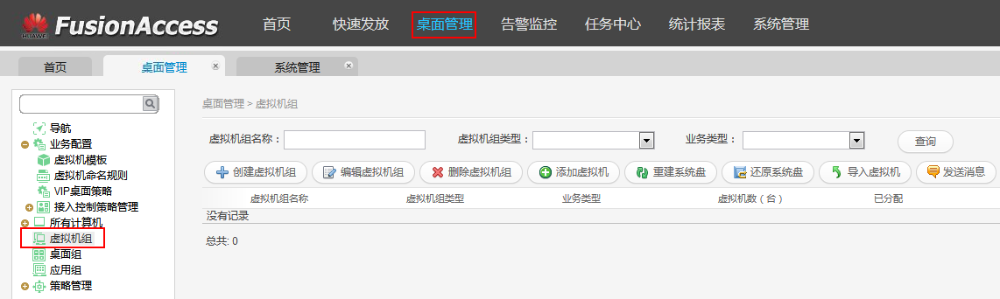 HUAWEI FusionAccess 首页 快速发放 桌面管理 告警监控 任务中心 统计报表 系统管理
首页 桌面管理 系统管理
桌面管理 > 虚拟机组
导航
业务配置
虚拟机模板
虚拟机命名规则
VIP桌面策略
接入控制策略管理
所有计算机
虚拟机组
桌面组
应用组
策略管理
虚拟机组名称： 虚拟机组类型： 业务类型： 查询
创建虚拟机组 编辑虚拟机组 删除虚拟机组 添加虚拟机 重建系统盘 还原系统盘 导入虚拟机 发送消息
虚拟机组名称 虚拟机组类型 业务类型 虚拟机数（台） 已分配
没有记录
总共: 0